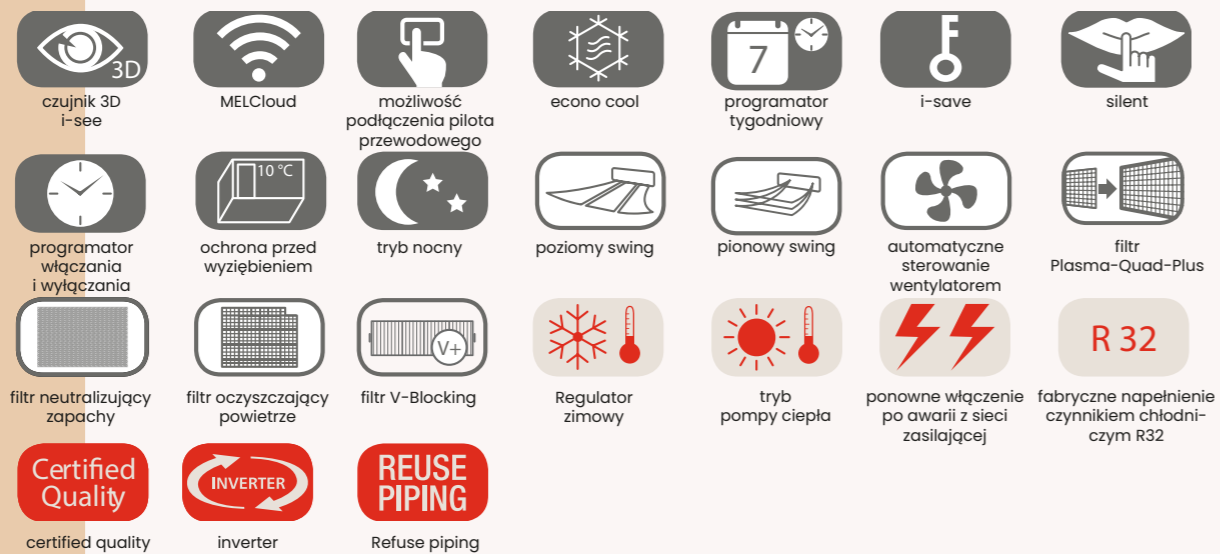 3D
7
czujnik 3D
i-see
MELCloud
możliwość
podłączenia pilota
przewodowego
econo cool
programator
tygodniowy
i-save
silent
10 °C
programator
włączania
i wyłączania
ochrona przed
wyziębieniem
tryb nocny
poziomy swing
pionowy swing
automatyczne
sterowanie
wentylatorem
filtr
Plasma-Quad-Plus
V+
R 32
filtr neutralizujący
zapachy
filtr oczyszczający
powietrze
filtr V-Blocking
Regulator
zimowy
tryb
pompy ciepła
ponowne włączenie
po awarii z sieci
zasilającej
fabryczne napełnienie
czynnikiem chłodni-
czym R32
Certified
Quality
INVERTER
REUSE
PIPING
certified quality
inverter
Refuse piping